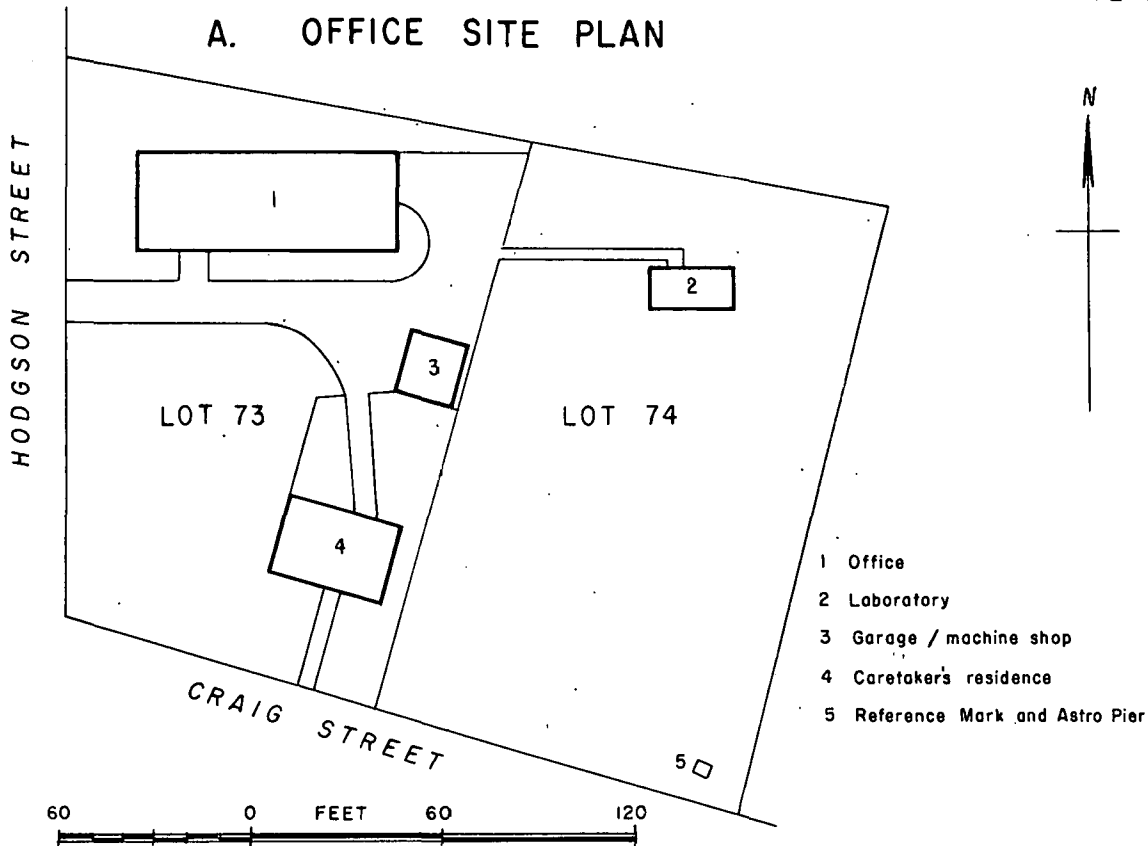 A. OFFICE SITE PLAN
N
HODGSON STREET
1
2
3
LOT 73
LOT 74
4
1 Office
2 Laboratory
3 Garage / machine shop
4 Caretaker's residence
5 Reference Mark and Astro Pier
CRAIG STREET
5
60 0 FEET 60 120